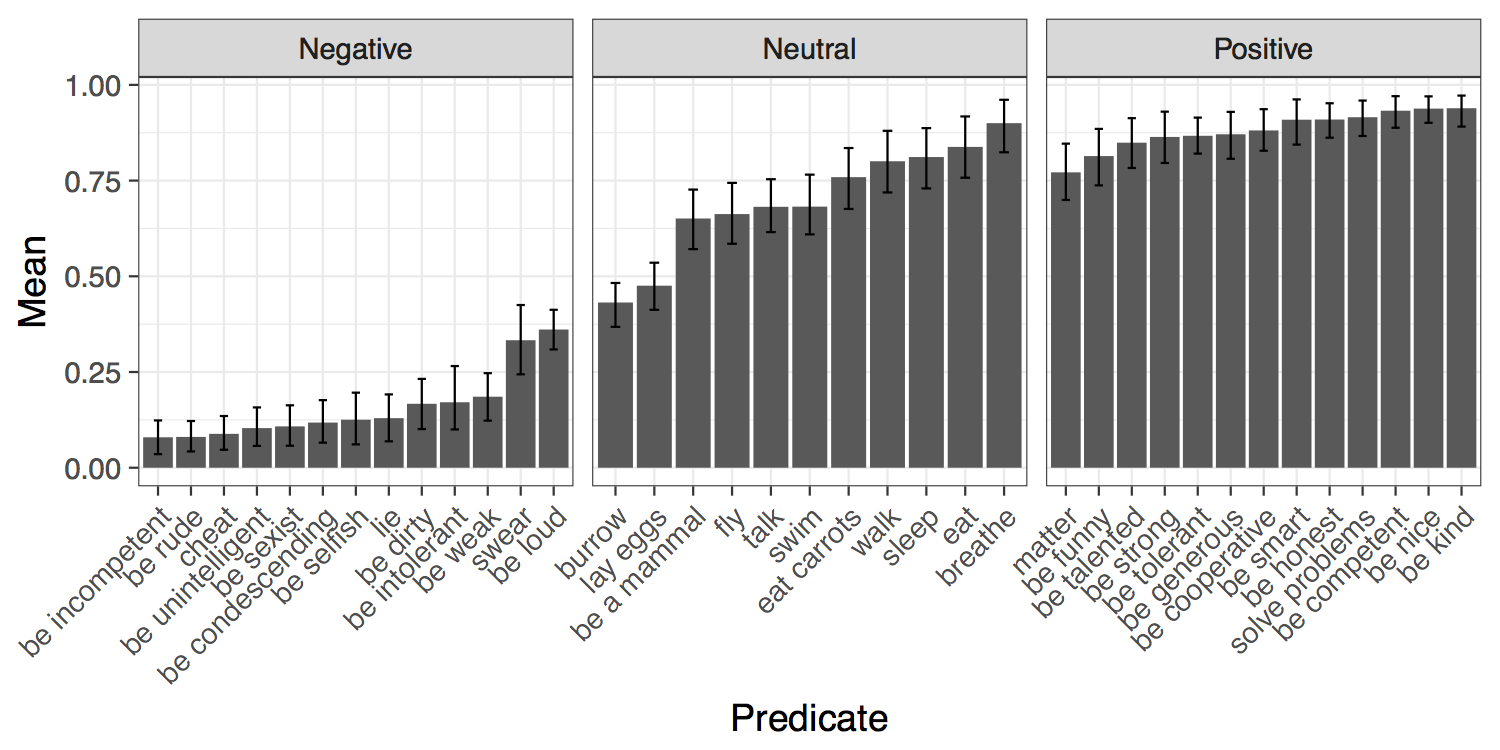 Negative
Neutral
Positive
Mean
1.00
0.75
0.50
0.25
0.00
be incompetent
be rude
cheat
be unintelligent
be sexist
be condescending
be selfish
lie
be dirty
be intolerant
be weak
swear
be loud
burrow
lay eggs
be a mammal
fly
talk
swim
eat carrots
walk
sleep
eat
breathe
matter
be funny
be talented
be strong
be tolerant
be generous
be cooperative
be smart
be honest
solve problems
be competent
be nice
be kind
Predicate